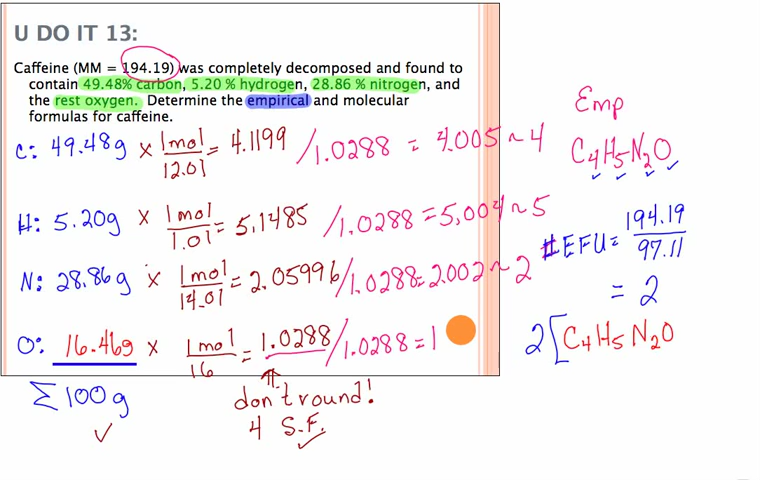 U DO IT 13:
Caffeine (MM = 194.19) was completely decomposed and found to
contain 49.48% carbon, 5.20 % hydrogen, 28.86 % nitrogen, and
the rest oxygen. Determine the empirical and molecular
formulas for caffeine.
Emp
C4H5N2O
C: 49.48g × 1mol/12.01 = 4.1199 /1.0288 = 4.005 ~ 4
H: 5.20g × 1mol/1.01 = 5.1485 /1.0288 = 5.004 ~ 5
#EFU = 194.19/97.11
N: 28.86g × 1mol/14.01 = 2.05996 /1.0288 = 2.002 ~ 2
= 2
O: 16.46g × 1mol/16 = 1.0288 /1.0288 = 1
2[C4H5N2O
Σ100g
don't round!
4 S.F.